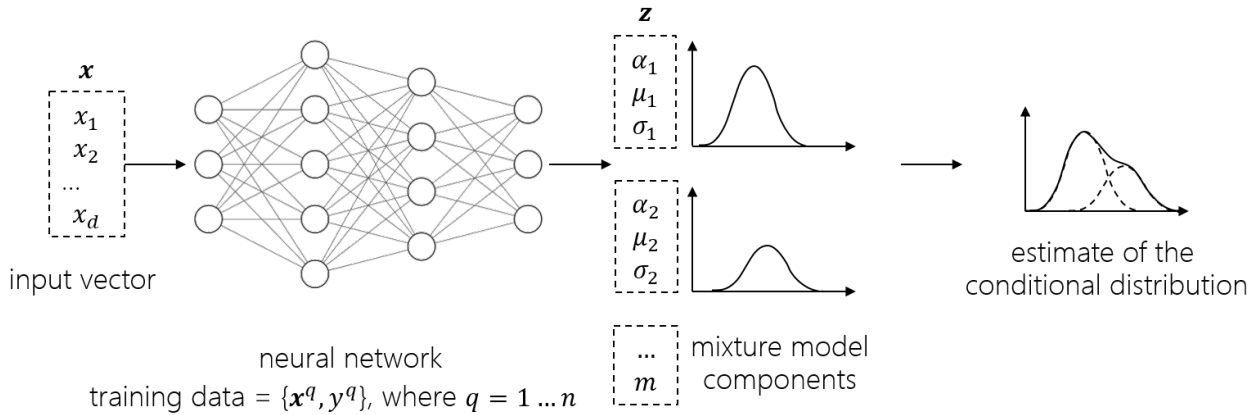 x
x₁
x₂
...
x_d
input vector
neural network
training data = {x^q, y^q}, where q = 1 … n
z
α₁
μ₁
σ₁
α₂
μ₂
σ₂
...
m
mixture model
components
estimate of the
conditional distribution